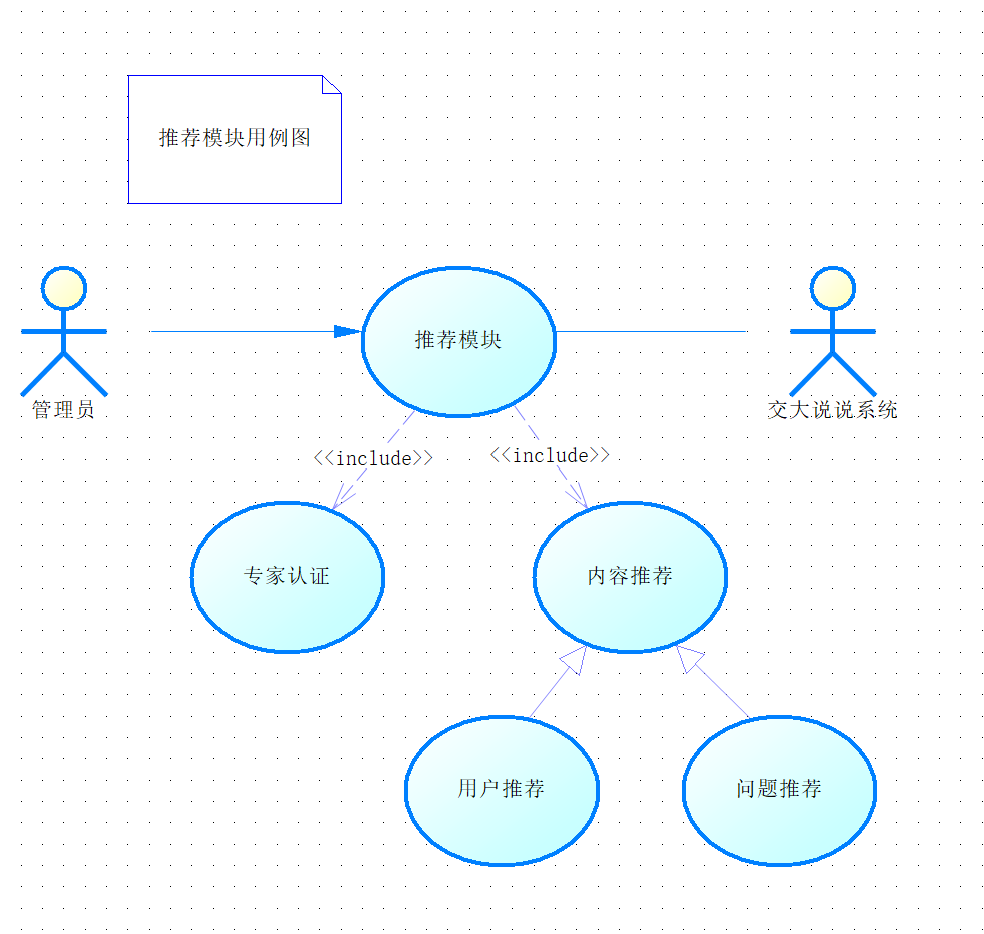 推荐模块用例图
推荐模块
管理员
交大说说系统
<<include>>
<<include>>
专家认证
内容推荐
用户推荐
问题推荐